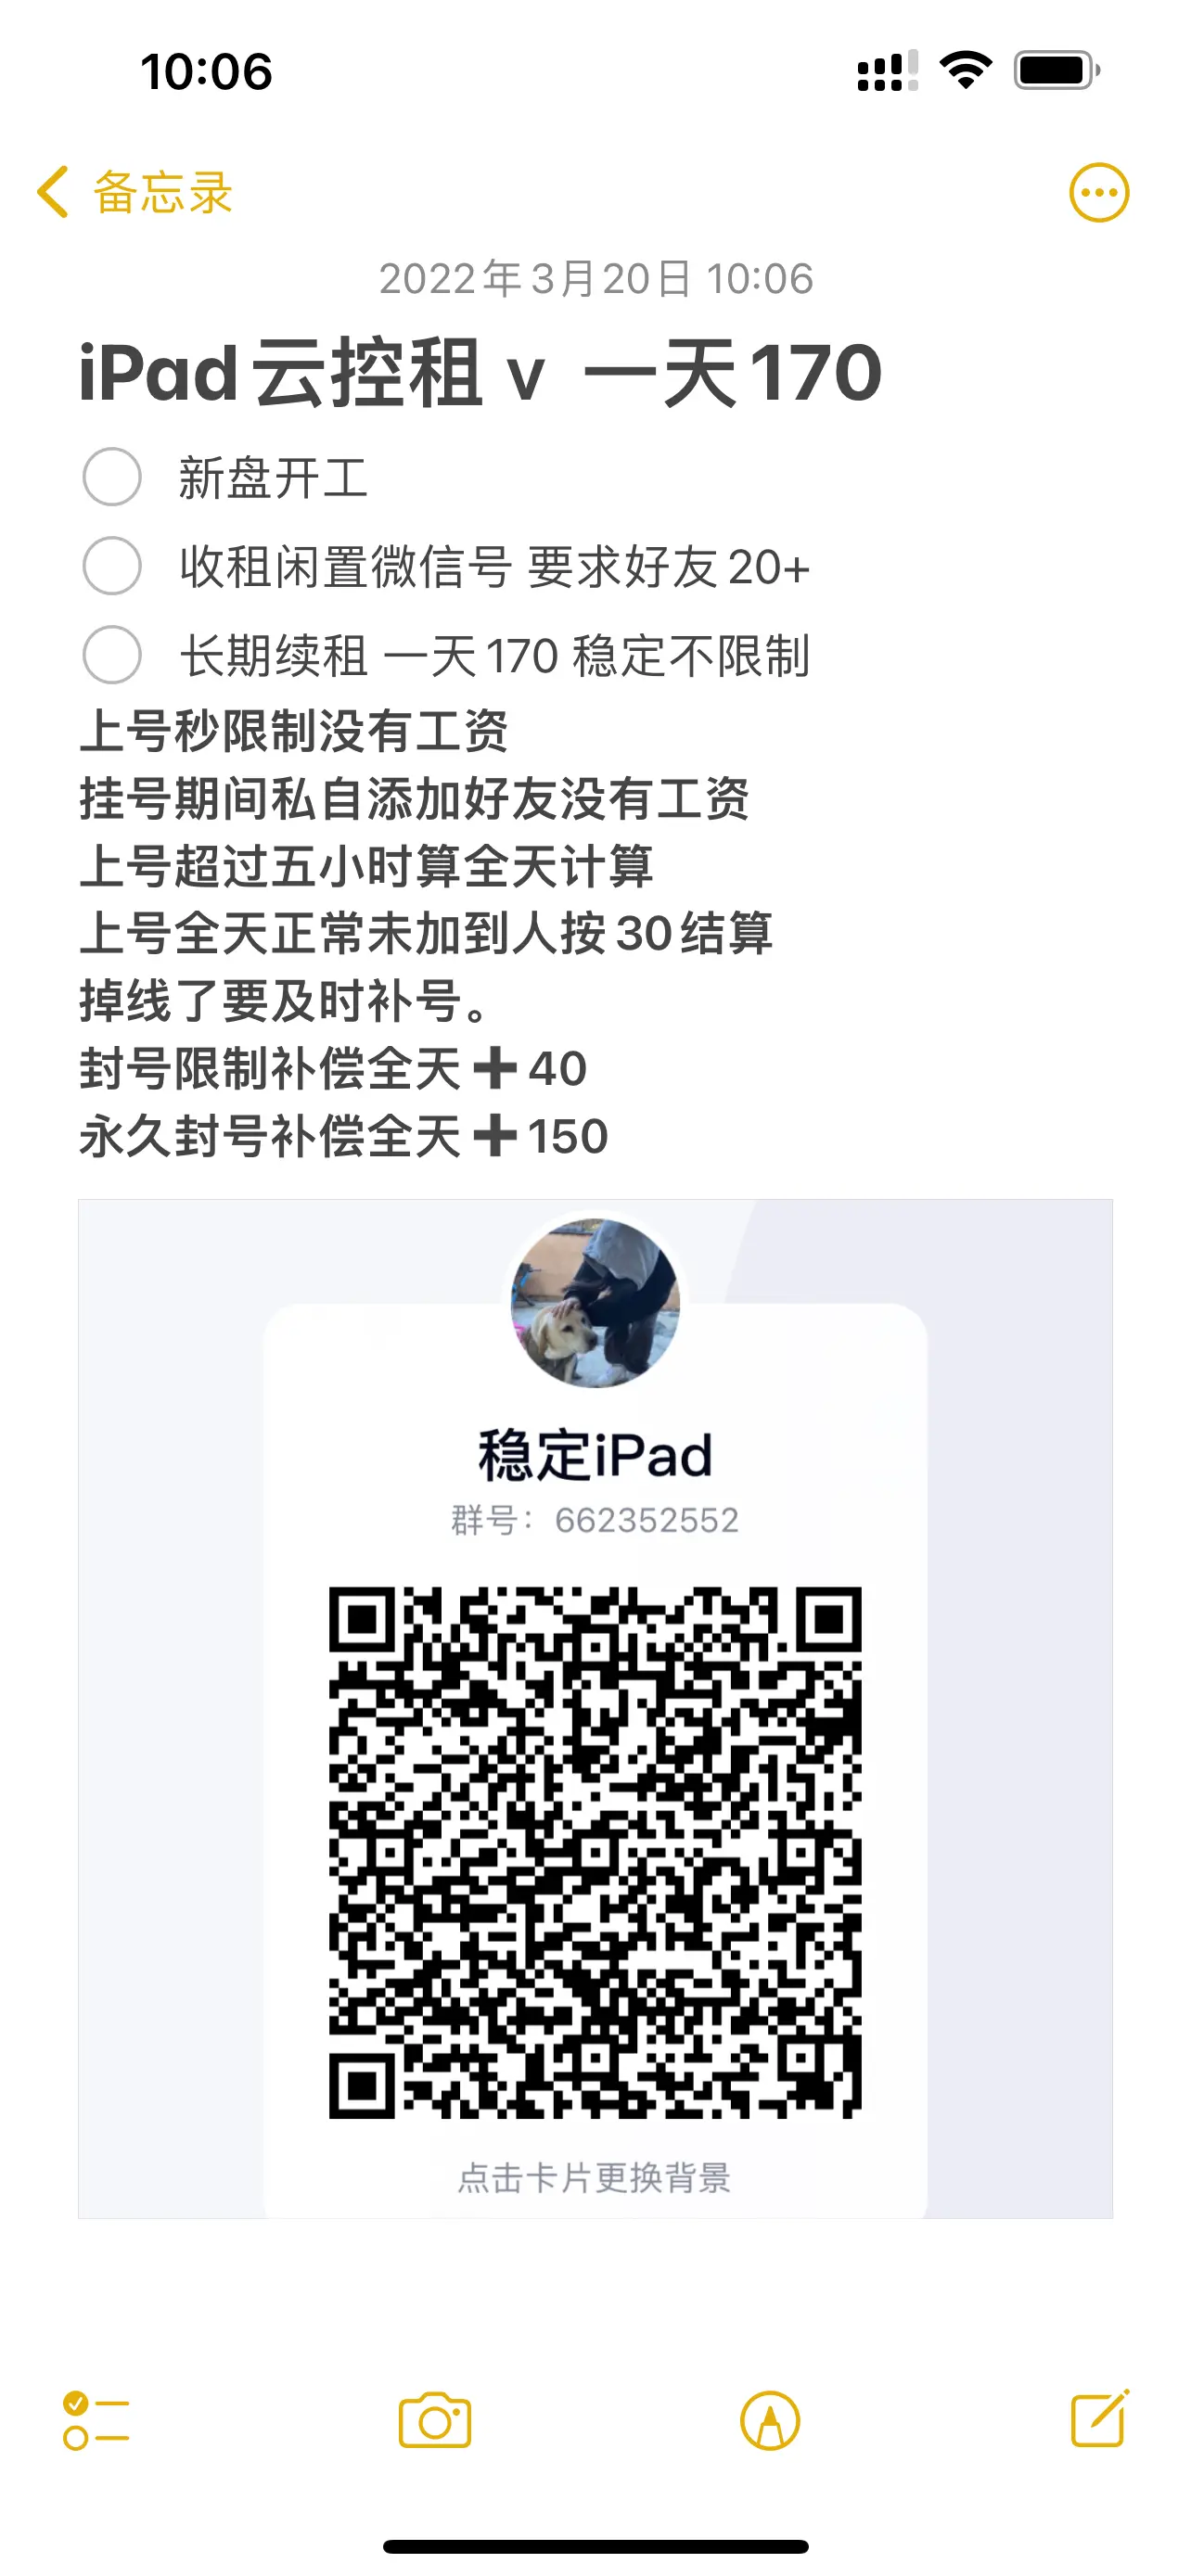 10:06
备忘录
2022年3月20日 10:06
iPad云控租 v 一天170
新盘开工
收租闲置微信号 要求好友20+
长期续租 一天170 稳定不限制
上号秒限制没有工资
挂号期间私自添加好友没有工资
上号超过五小时算全天计算
上号全天正常未加到人按30结算
掉线了要及时补号。
封号限制补偿全天➕40
永久封号补偿全天➕150
稳定iPad
群号：662352552
点击卡片更换背景